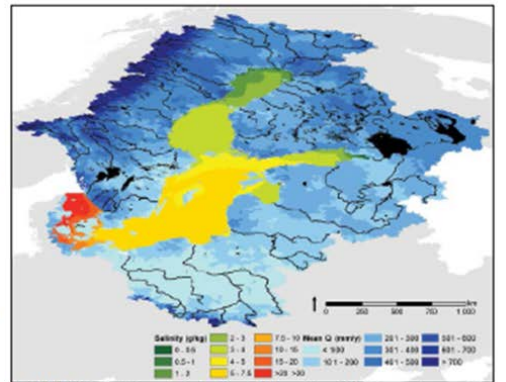 km
0 250 500 750 1 000
Salinity (g/kg) 2 - 3 7.5 - 10 Mean Q (mm/y) 201 - 300 501 - 600
0 - 0.5 3 - 4 10 - 15 < 100 301 - 400 601 - 700
0.5 - 1 4 - 5 15 - 20 101 - 200 401 - 500 > 700
1 - 2 5 - 7.5 >20